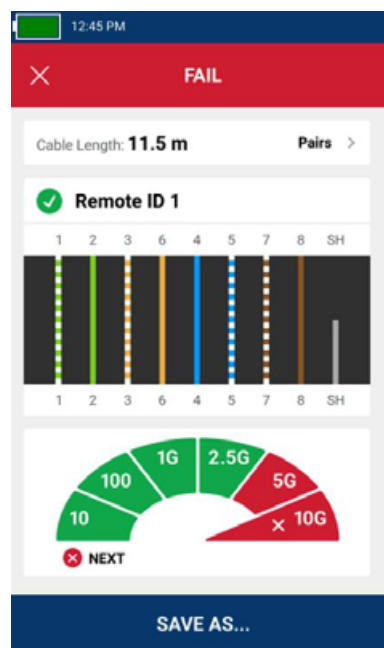 12:45 PM
FAIL
Cable Length: 11.5 m Pairs
Remote ID 1
1 2 3 6 4 5 7 8 SH
1 2 3 6 4 5 7 8 SH
10 100 1G 2.5G 5G 10G
NEXT
SAVE AS...